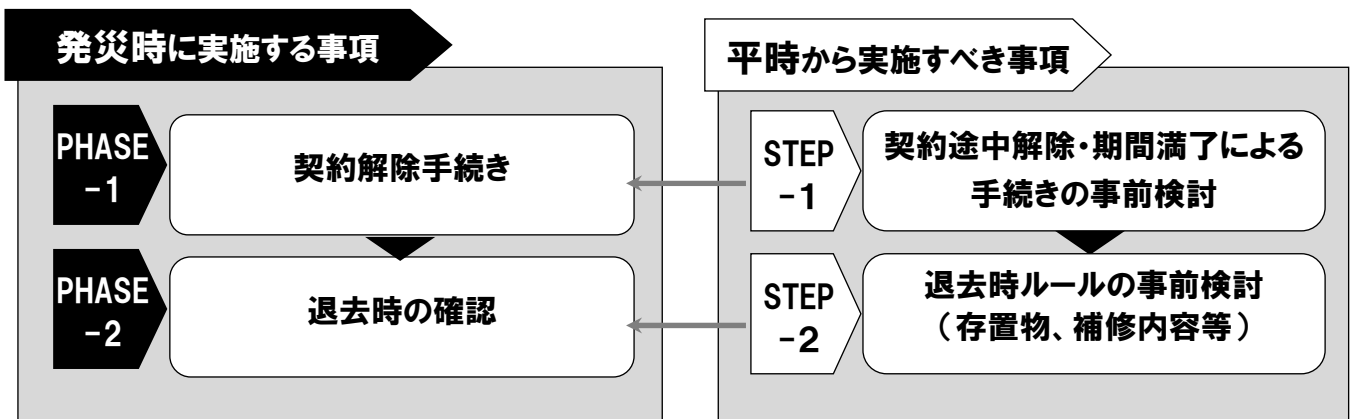 発災時に実施する事項
PHASE
-1
契約解除手続き
PHASE
-2
退去時の確認
平時から実施すべき事項
STEP
-1
契約途中解除・期間満了による
手続きの事前検討
STEP
-2
退去時ルールの事前検討
（存置物、補修内容等）